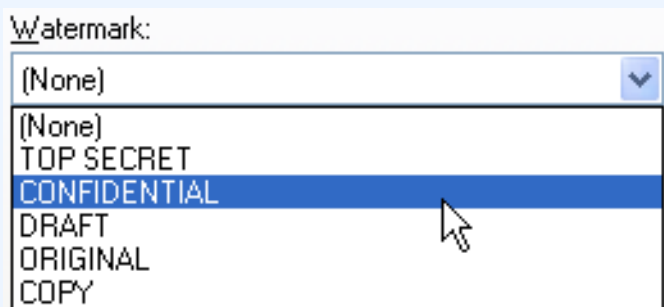 Watermark:
(None)
(None)
TOP SECRET
CONFIDENTIAL
DRAFT
ORIGINAL
COPY